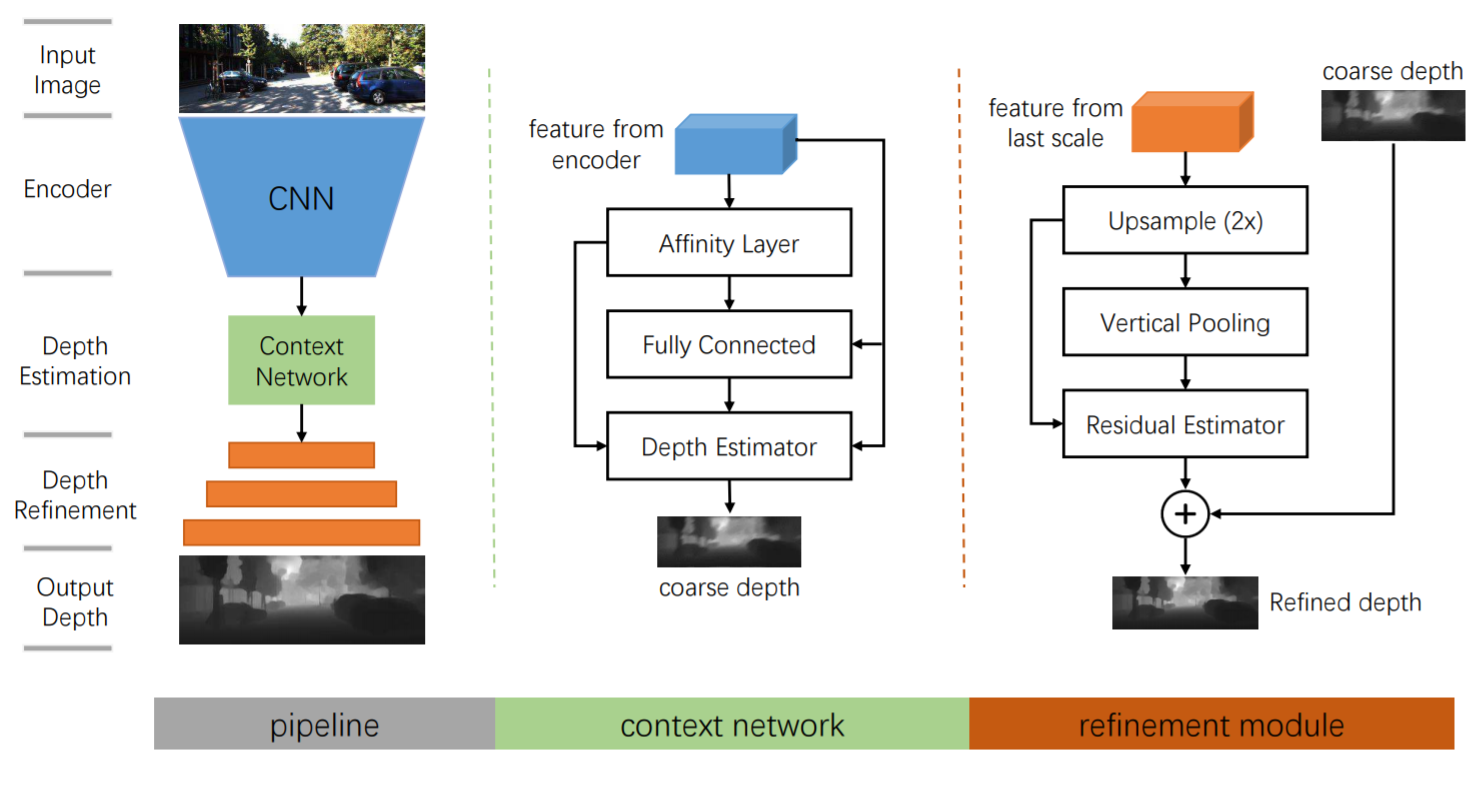 Input
Image
Encoder
Depth
Estimation
Depth
Refinement
Output
Depth
CNN
Context
Network
feature from
encoder
Affinity Layer
Fully Connected
Depth Estimator
coarse depth
feature from
last scale
coarse depth
Upsample (2x)
Vertical Pooling
Residual Estimator
Refined depth
pipeline
context network
refinement module